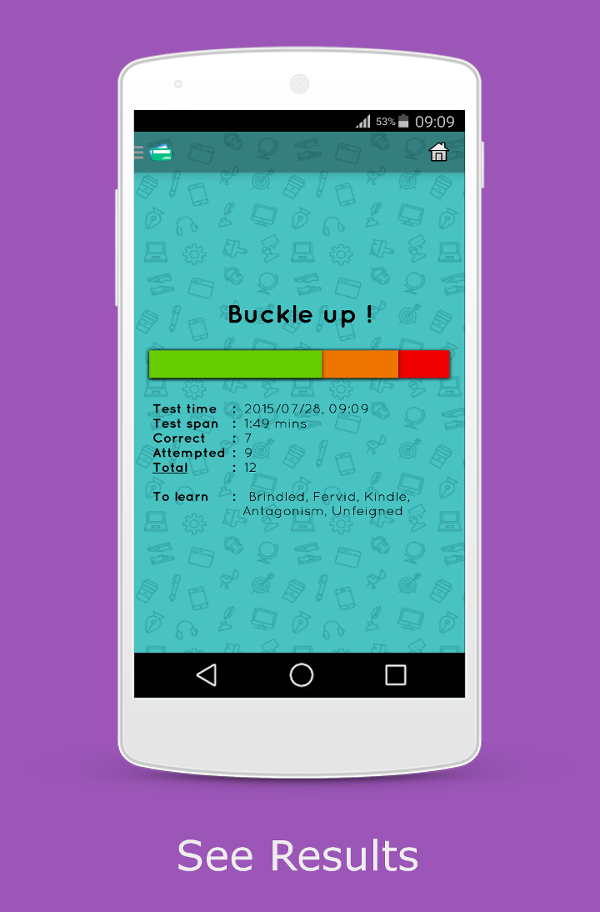 53% 09:09
Buckle up !
Test time : 2015/07/28, 09:09
Test span : 1:49 mins
Correct : 7
Attempted : 9
Total : 12
To learn : Brindled, Fervid, Kindle,
Antagonism, Unfeigned
See Results